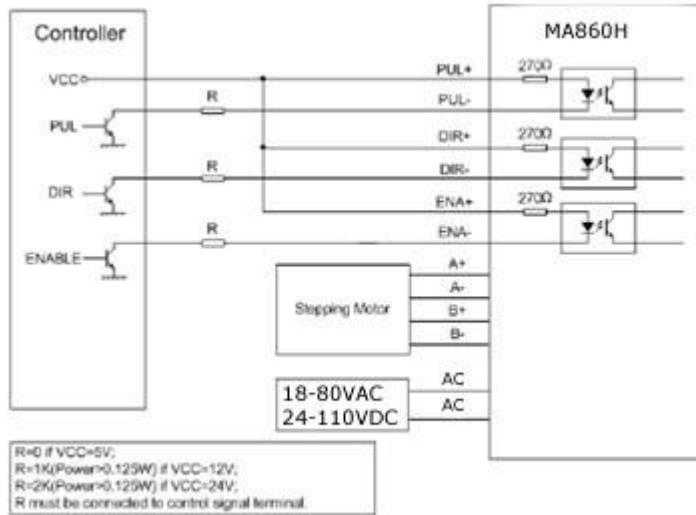 Controller
MA860H
VCC
PUL+
270Ω
R
PUL-
PUL
DIR+
270Ω
R
DIR-
DIR
ENA+
270Ω
R
ENA-
ENABLE
A+
A-
Stepping Motor
B+
B-
18-80VAC
AC
24-110VDC
AC
R=0 if VCC=5V;
R=1K(Power>0.125W) if VCC=12V;
R=2K(Power>0.125W) if VCC=24V;
R must be connected to control signal terminal.